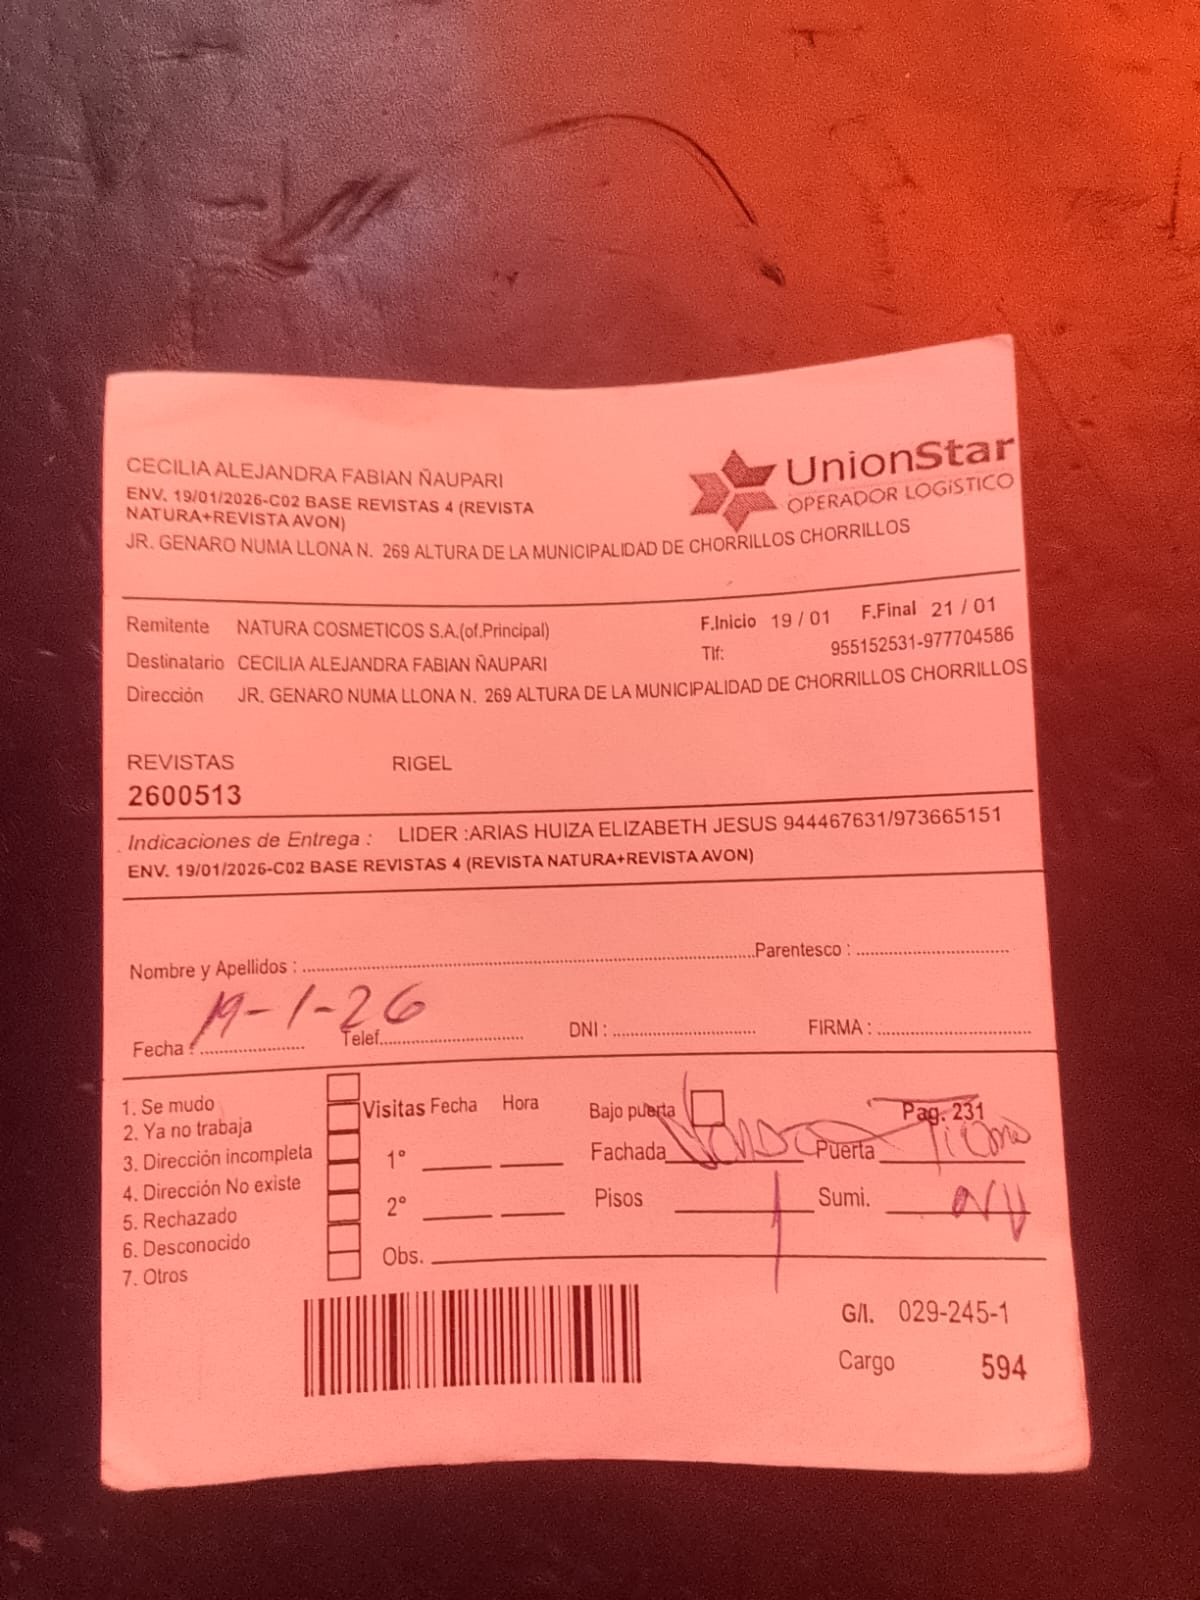 CECILIA ALEJANDRA FABIAN ÑAUPARI
ENV. 19/01/2026-C02 BASE REVISTAS 4 (REVISTA
NATURA+REVISTA AVON)
JR. GENARO NUMA LLONA N. 269 ALTURA DE LA MUNICIPALIDAD DE CHORRILLOS CHORRILLOS
UnionStar
OPERADOR LOGíSTICO
Remitente NATURA COSMETICOS S.A.(of.Principal) F.Inicio 19 / 01 F.Final 21 / 01
Destinatario CECILIA ALEJANDRA FABIAN ÑAUPARI Tlf: 955152531-977704586
Dirección JR. GENARO NUMA LLONA N. 269 ALTURA DE LA MUNICIPALIDAD DE CHORRILLOS CHORRILLOS
REVISTAS RIGEL
2600513
Indicaciones de Entrega : LIDER :ARIAS HUIZA ELIZABETH JESUS 944467631/973665151
ENV. 19/01/2026-C02 BASE REVISTAS 4 (REVISTA NATURA+REVISTA AVON)
Nombre y Apellidos : Parentesco :
19-1-26
Fecha : Telef. DNI : FIRMA :
1. Se mudo
2. Ya no trabaja
3. Dirección incompleta
4. Dirección No existe
5. Rechazado
6. Desconocido
7. Otros
Visitas Fecha Hora
1°
2°
Obs.
Bajo puerta Pag. 231
Fachada Puerta
Pisos 1 Sumi. NV
G/I. 029-245-1
Cargo 594